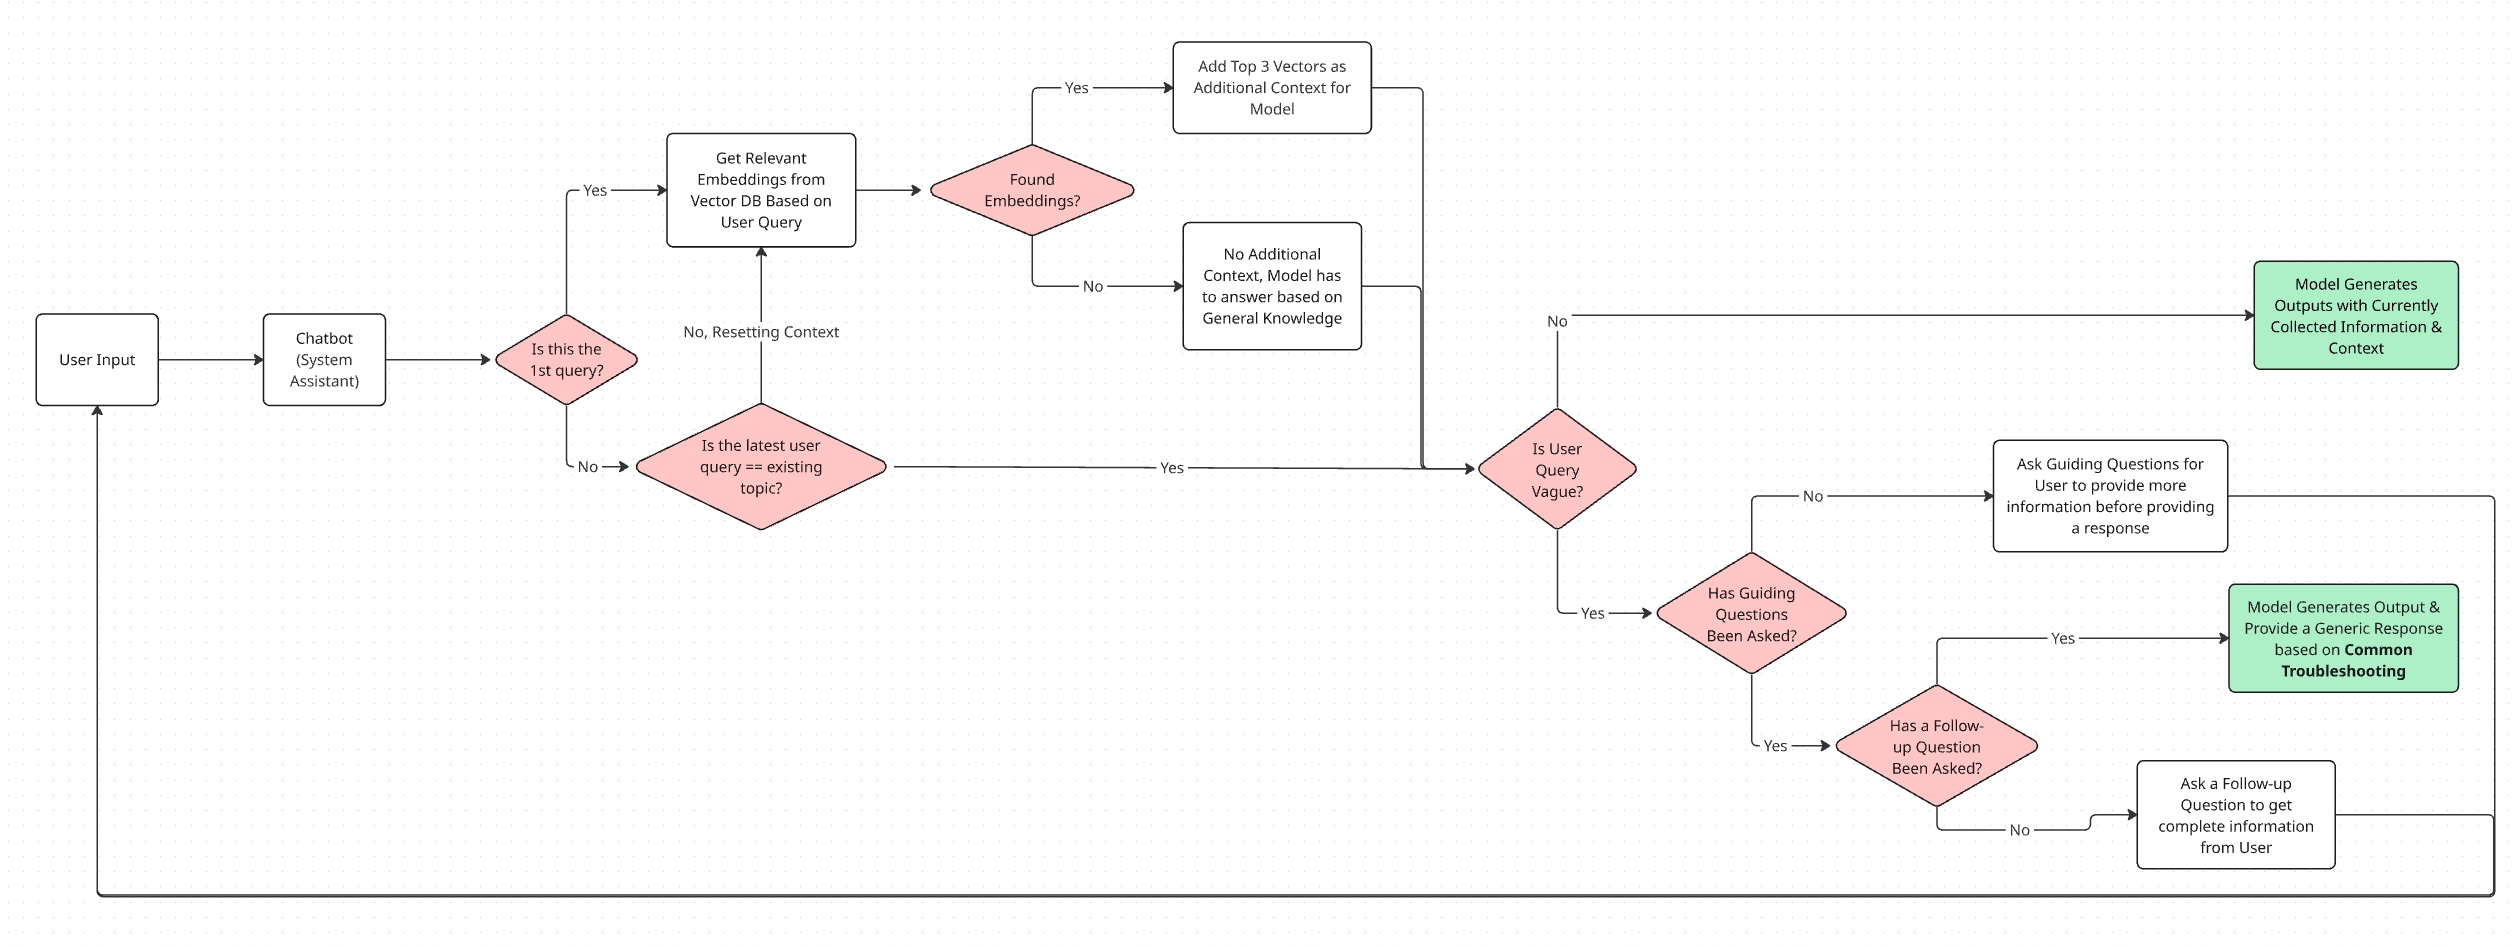 User Input
Chatbot
(System
Assistant)
Is this the
1st query?
Yes
No
Get Relevant
Embeddings from
Vector DB Based on
User Query
No, Resetting Context
Is the latest user
query == existing
topic?
Yes
Found
Embeddings?
Yes
Add Top 3 Vectors as
Additional Context for
Model
No
No Additional
Context, Model has
to answer based on
General Knowledge
Is User
Query
Vague?
No
Model Generates
Outputs with Currently
Collected Information &
Context
Yes
Has Guiding
Questions
Been Asked?
No
Ask Guiding Questions for
User to provide more
information before providing
a response
Yes
Has a Follow-
up Question
Been Asked?
Yes
Model Generates Output &
Provide a Generic Response
based on Common
Troubleshooting
No
Ask a Follow-up
Question to get
complete information
from User